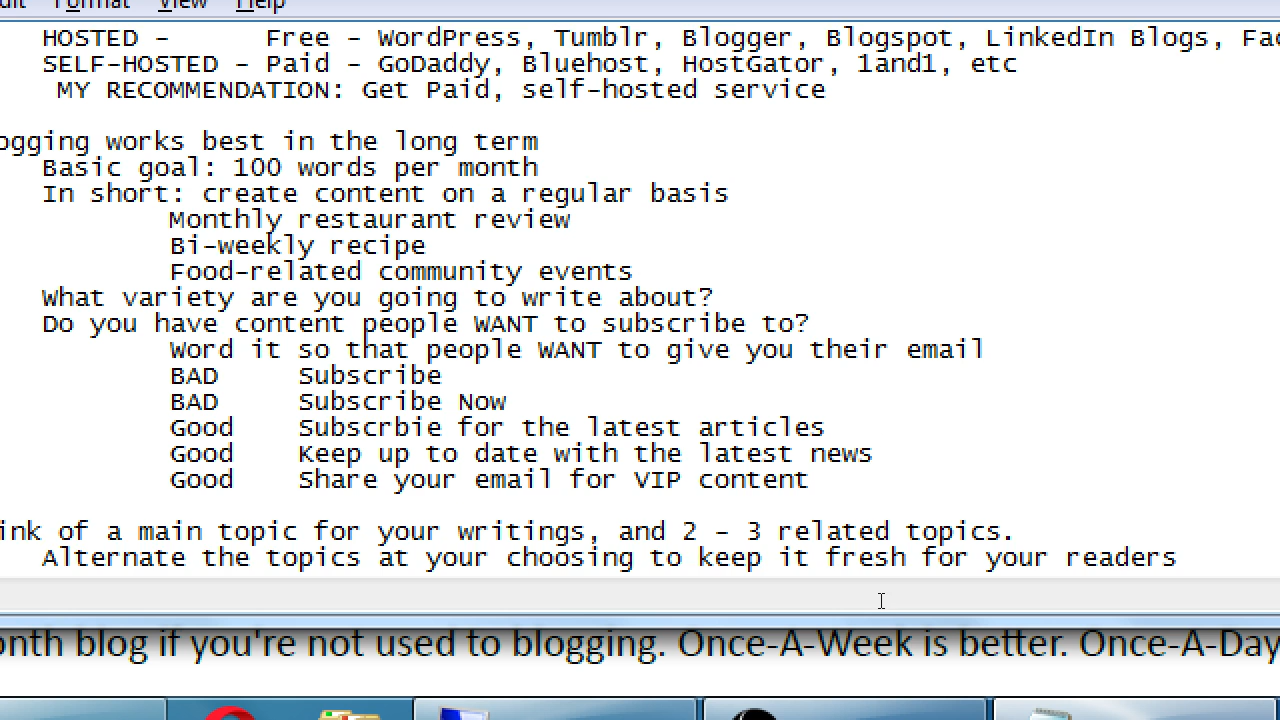 Format View Help
HOSTED - Free - WordPress, Tumblr, Blogger, Blogspot, LinkedIn Blogs,
SELF-HOSTED - Paid - GoDaddy, Bluehost, HostGator, 1and1, etc
MY RECOMMENDATION: Get Paid, self-hosted service
ogging works best in the long term
Basic goal: 100 words per month
In short: create content on a regular basis
Monthly restaurant review
Bi-weekly recipe
Food-related community events
What variety are you going to write about?
Do you have content people WANT to subscribe to?
Word it so that people WANT to give you their email
BAD Subscribe
BAD Subscribe Now
Good Subscrbie for the latest articles
Good Keep up to date with the latest news
Good Share your email for VIP content
ink of a main topic for your writings, and 2 - 3 related topics.
Alternate the topics at your choosing to keep it fresh for your readers
onth blog if you're not used to blogging. Once-A-Week is better. Once-A-Day